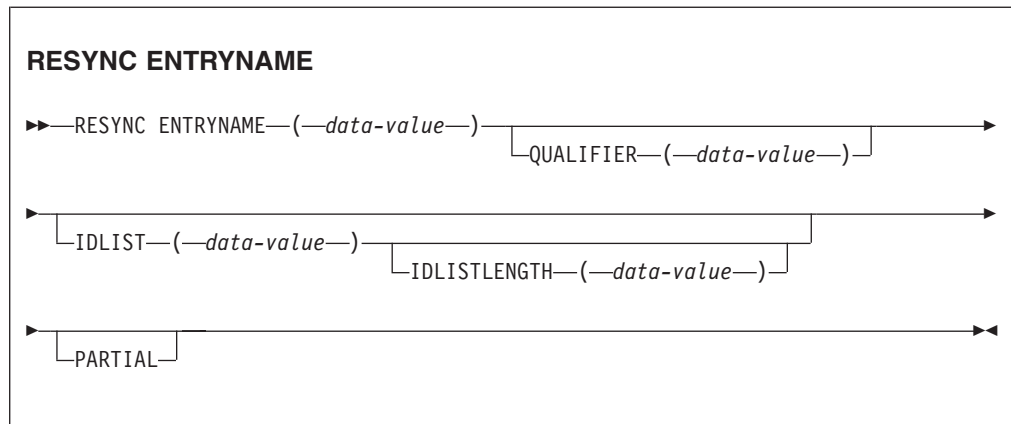 RESYNC ENTRYNAME
RESYNC ENTRYNAME ( data-value )
QUALIFIER ( data-value )
IDLIST ( data-value )
IDLISTLENGTH ( data-value )
PARTIAL